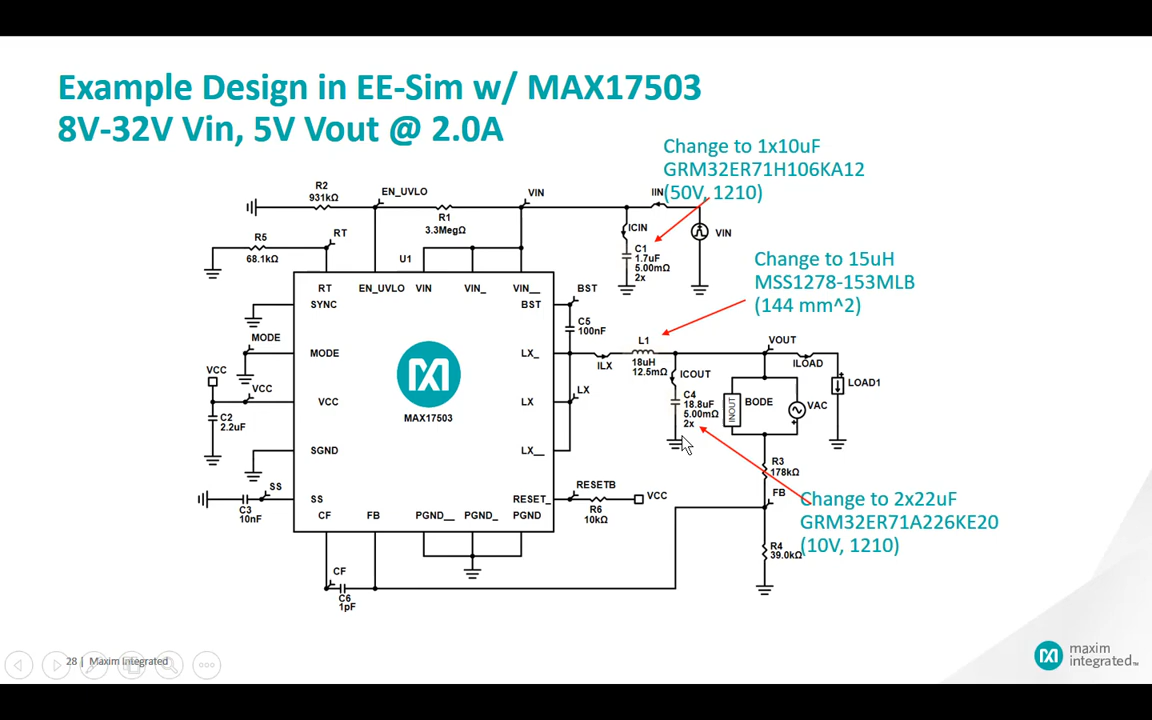 Example Design in EE-Sim w/ MAX17503
8V-32V Vin, 5V Vout @ 2.0A
Change to 1x10uF
GRM32ER71H106KA12
(50V, 1210)
R2
931kΩ
EN_UVLO
R1
3.3MegΩ
VIN
IIN
ICIN
VIN
C1
1.7uF
5.00mΩ
2x
R5
68.1kΩ
RT
U1
Change to 15uH
MSS1278-153MLB
(144 mm^2)
RT
EN_UVLO
VIN
VIN_
VIN__
SYNC
BST
BST
C5
100nF
MODE
MODE
LX_
ILX
L1
18uH
12.5mΩ
VOUT
ILOAD
ICOUT
C4
18.8uF
5.00mΩ
2x
INOUT
BODE
VAC
LOAD1
VCC
VCC
VCC
C2
2.2uF
LX
LX
MAX17503
SGND
LX__
SS
SS
C3
10nF
RESET_
RESETB
R6
10kΩ
VCC
R3
178kΩ
FB
Change to 2x22uF
GRM32ER71A226KE20
(10V, 1210)
CF
FB
PGND__
PGND_
PGND
R4
39.0kΩ
CF
C6
1pF
28 | Maxim Integrated
maxim
integrated™